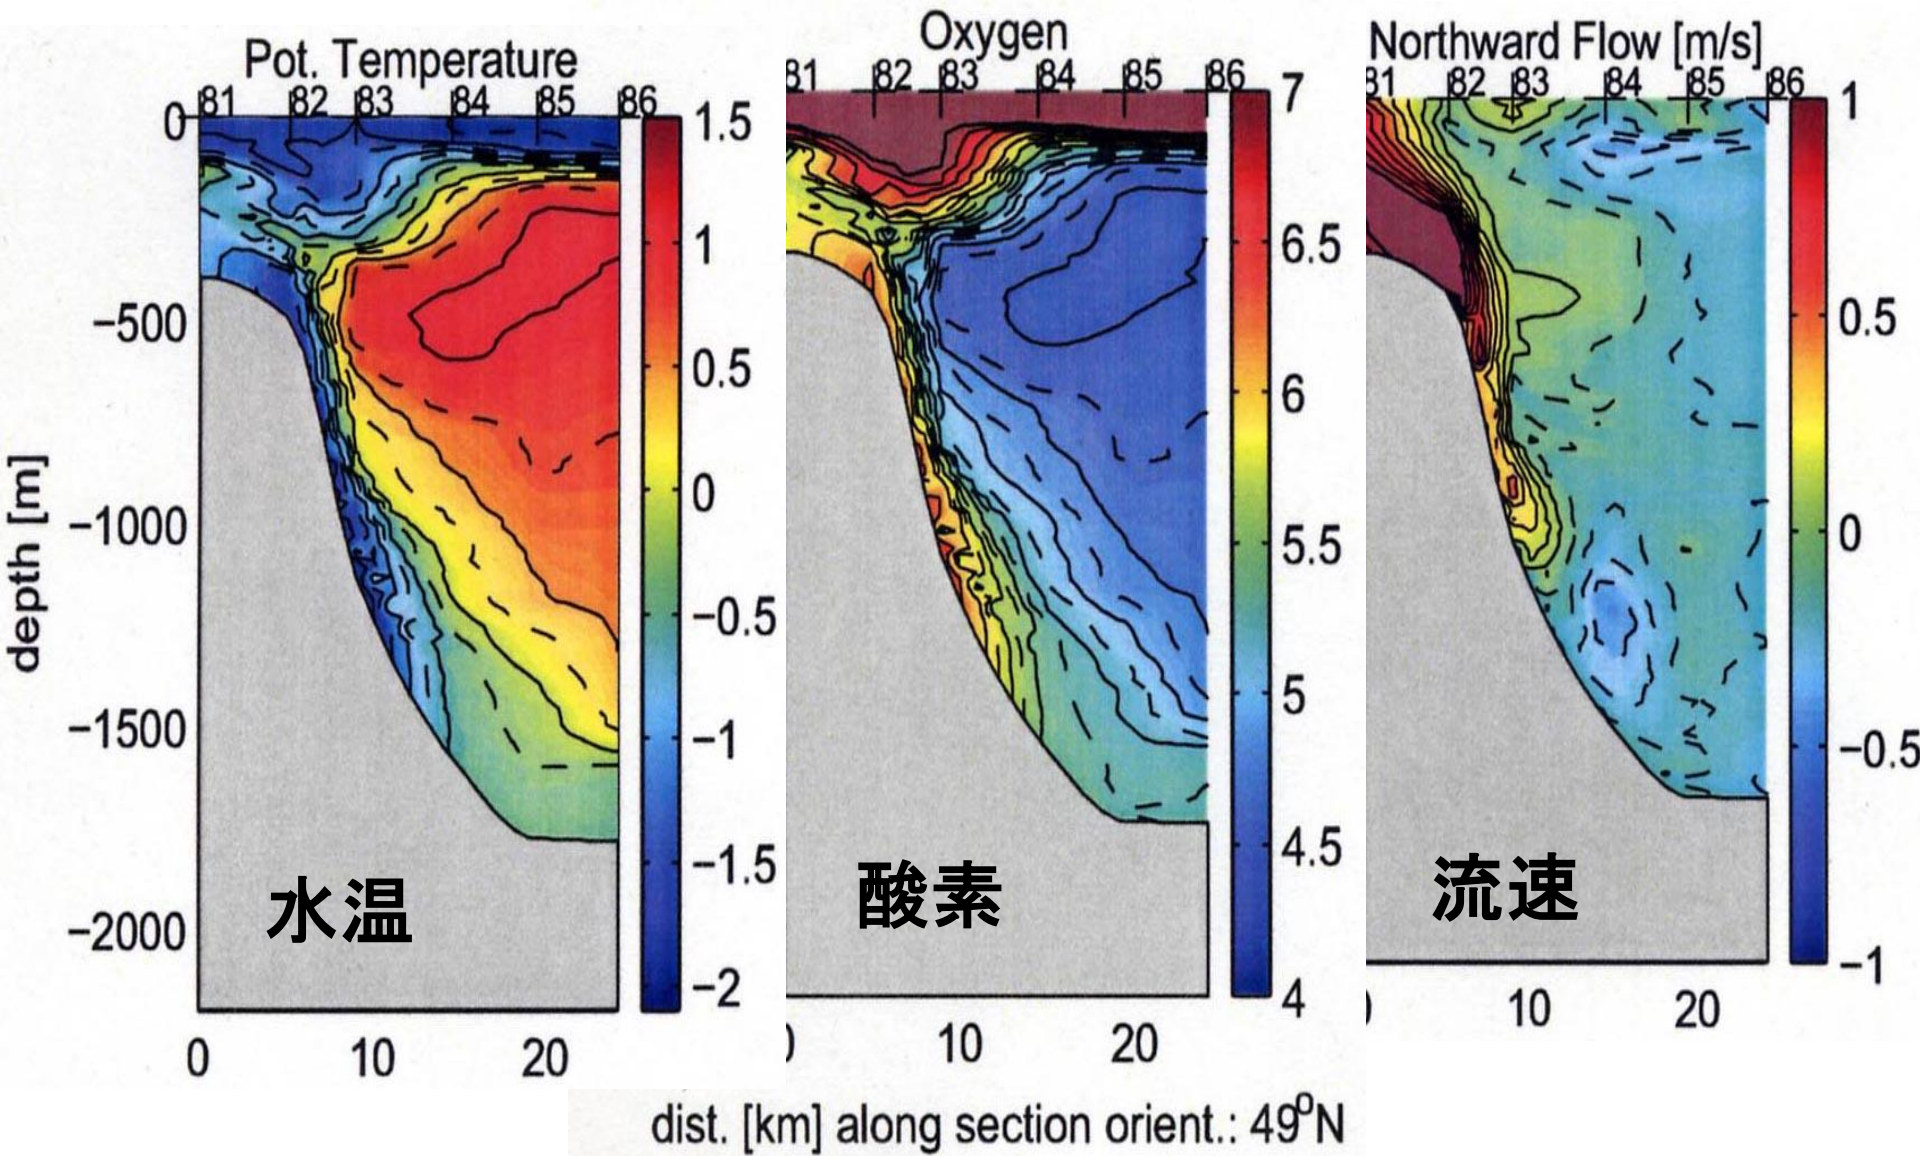 Pot. Temperature
81 82 83 84 85 86
0
−500
−1000
−1500
−2000
depth [m]
1.5
1
0.5
0
−0.5
−1
−1.5
−2
水温
0 10 20
Oxygen
81 82 83 84 85 86
7
6.5
6
5.5
5
4.5
4
酸素
10 20
Northward Flow [m/s]
81 82 83 84 85 86
1
0.5
0
−0.5
−1
流速
10 20
dist. [km] along section orient.: 49°N